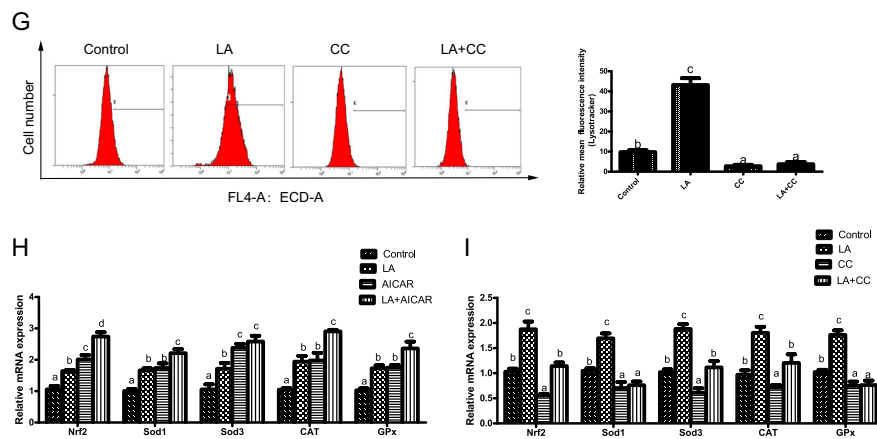 G
Control
LA
CC
LA+CC
Cell number
E
E
E
E
FL4-A: ECD-A
Relative mean fluorescence intensity
(Lysotracker)
50
40
30
20
10
0
b
c
a
a
Control
LA
CC
LA+CC
H
Control
LA
AICAR
LA+AICAR
Relative mRNA expression
4
3
2
1
0
a b c d
a b b c
a b c c
a b b c
a b b c
Nrf2 Sod1 Sod3 CAT GPx
I
Control
LA
CC
LA+CC
Relative mRNA expression
2.5
2.0
1.5
1.0
0.5
0.0
b c a b
b c a a
b c a b
b c a b
b c a a
Nrf2 Sod1 Sod3 CAT GPx